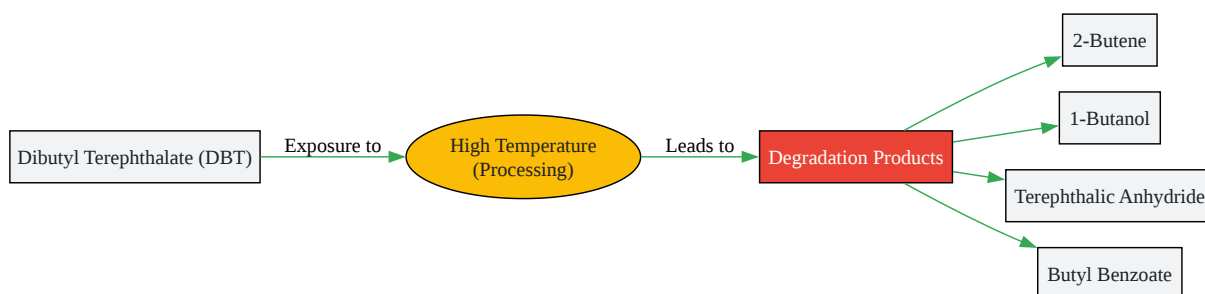 2-Butene
1-Butanol
Dibutyl Terephthalate (DBT)
Exposure to
High Temperature
(Processing)
Leads to
Degradation Products
Terephthalic Anhydride
Butyl Benzoate